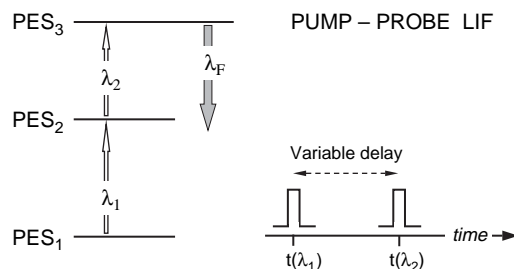 PES₃
PUMP – PROBE LIF
λ₂
λF
PES₂
Variable delay
λ₁
PES₁
time
t(λ₁)
t(λ₂)